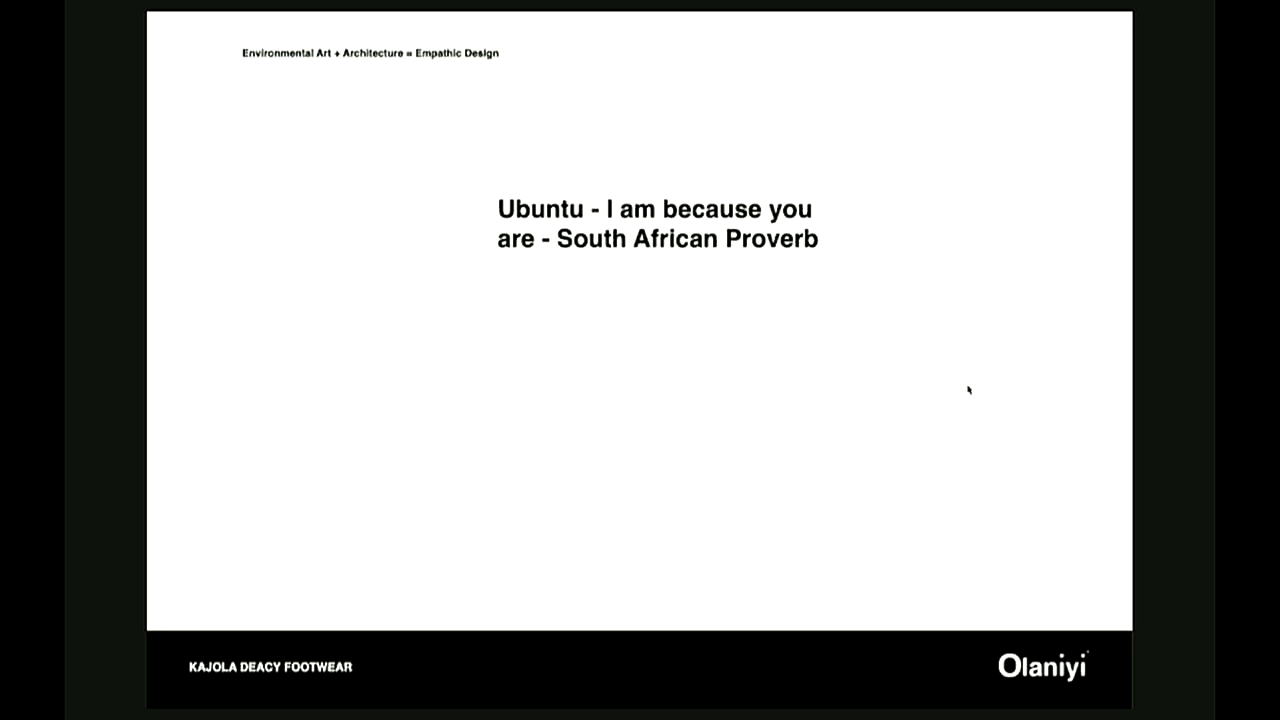 Environmental Art + Architecture = Empathic Design
Ubuntu - I am because you
are - South African Proverb
KAJOLA DEACY FOOTWEAR
Olaniyi